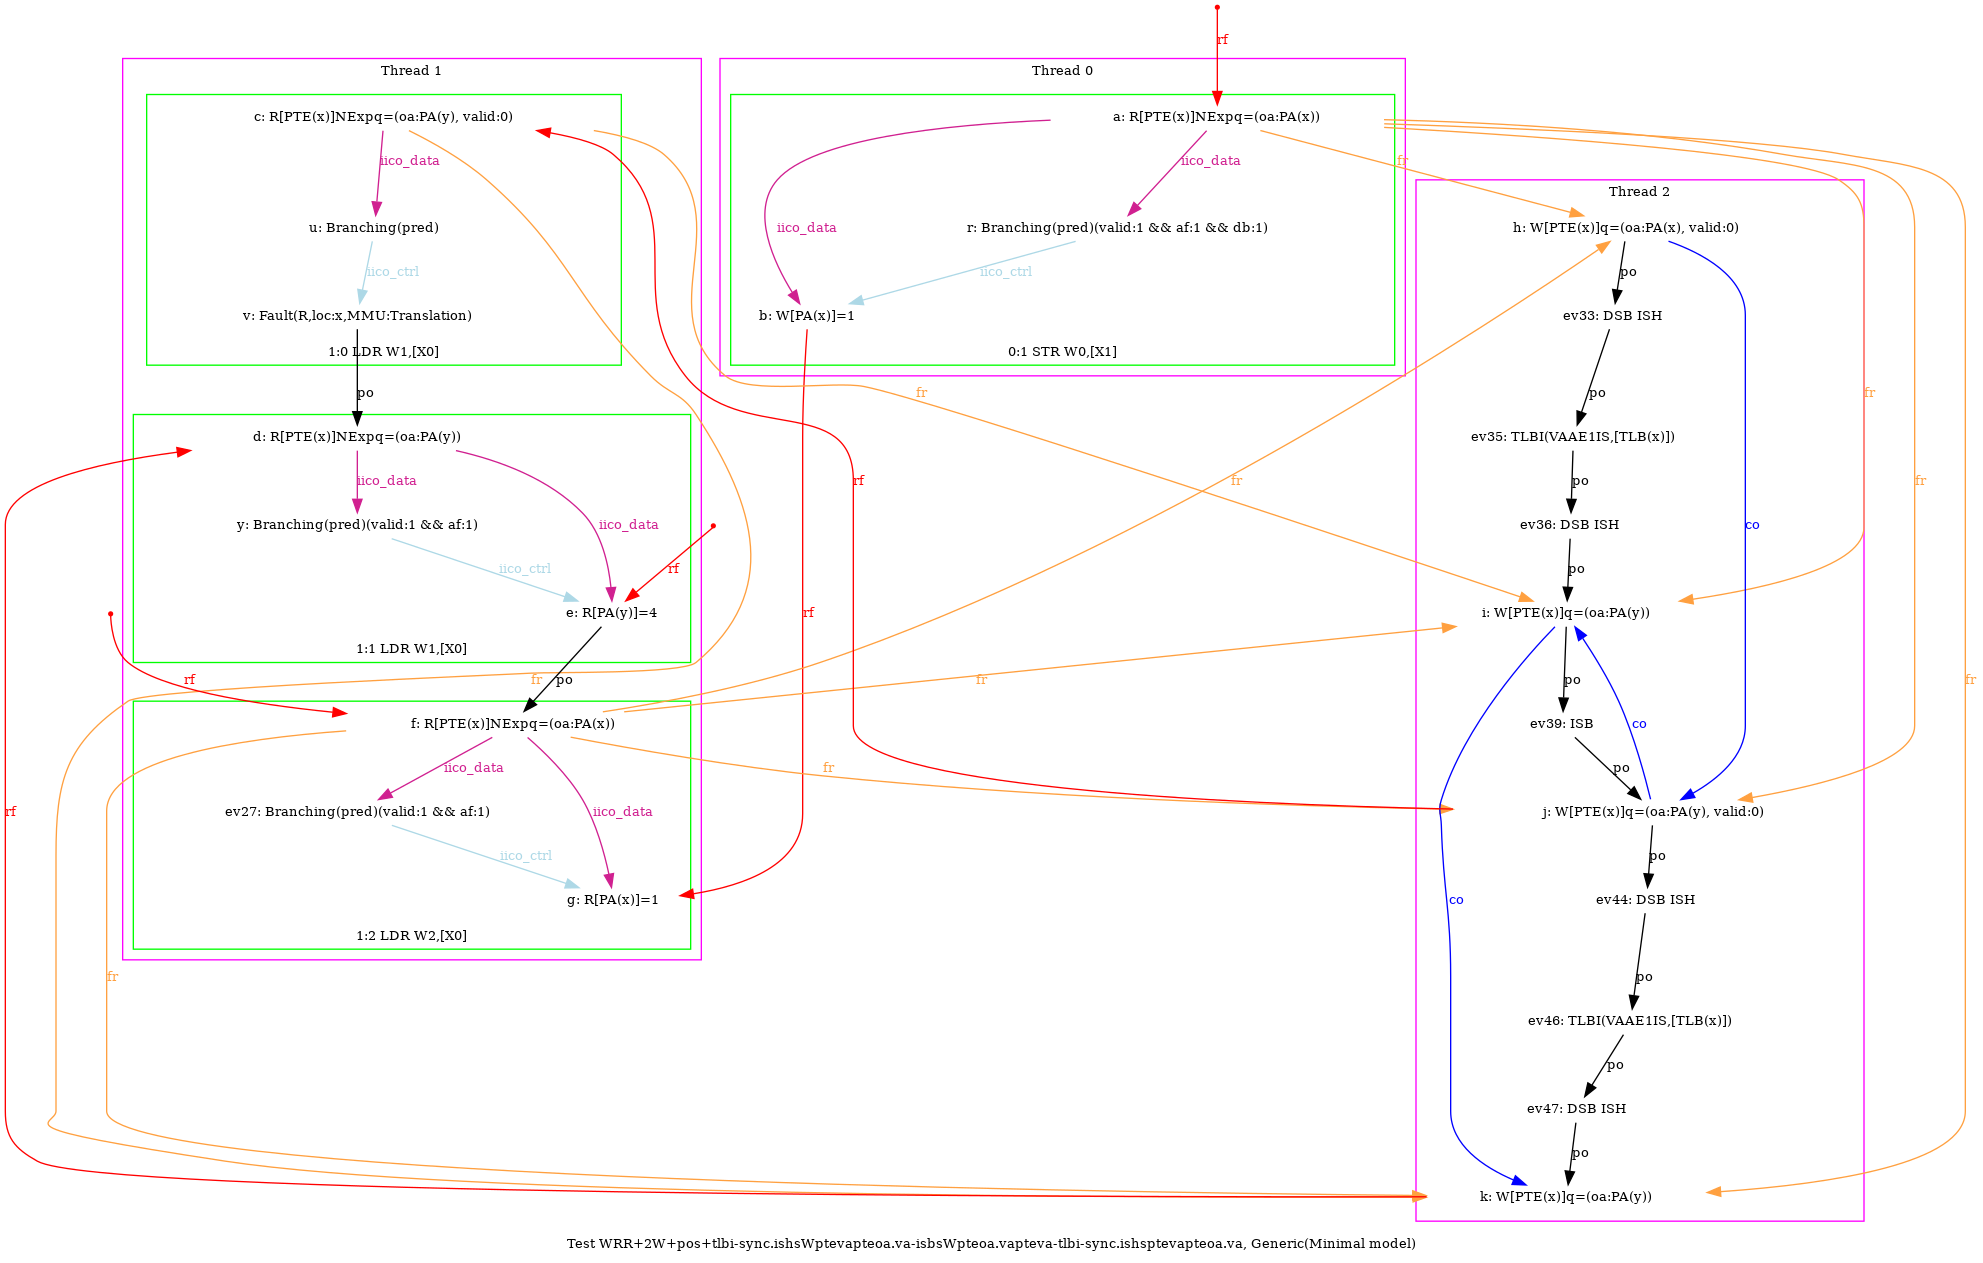 rf
Thread 1
Thread 0
c: R[PTE(x)]NExpq=(oa:PA(y), valid:0)
a: R[PTE(x)]NExpq=(oa:PA(x))
iico_data
iico_data
fr
Thread 2
u: Branching(pred)
iico_data
r: Branching(pred)(valid:1 && af:1 && db:1)
h: W[PTE(x)]q=(oa:PA(x), valid:0)
iico_ctrl
iico_ctrl
po
v: Fault(R,loc:x,MMU:Translation)
b: W[PA(x)]=1
ev33: DSB ISH
1:0 LDR W1,[X0]
0:1 STR W0,[X1]
po
fr
po
fr
d: R[PTE(x)]NExpq=(oa:PA(y))
ev35: TLBI(VAAE1IS,[TLB(x)])
iico_data
rf
fr
po
fr
y: Branching(pred)(valid:1 && af:1)
iico_data
ev36: DSB ISH
co
iico_ctrl
rf
po
e: R[PA(y)]=4
rf
i: W[PTE(x)]q=(oa:PA(y))
1:1 LDR W1,[X0]
rf
fr
po
fr
po
fr
f: R[PTE(x)]NExpq=(oa:PA(x))
ev39: ISB
co
iico_data
fr
po
rf
ev27: Branching(pred)(valid:1 && af:1)
iico_data
j: W[PTE(x)]q=(oa:PA(y), valid:0)
iico_ctrl
po
g: R[PA(x)]=1
co
ev44: DSB ISH
1:2 LDR W2,[X0]
fr
po
ev46: TLBI(VAAE1IS,[TLB(x)])
po
ev47: DSB ISH
po
k: W[PTE(x)]q=(oa:PA(y))
Test WRR+2W+pos+tlbi-sync.ishsWptevapteoa.va-isbsWpteoa.vapteva-tlbi-sync.ishsptevapteoa.va, Generic(Minimal model)